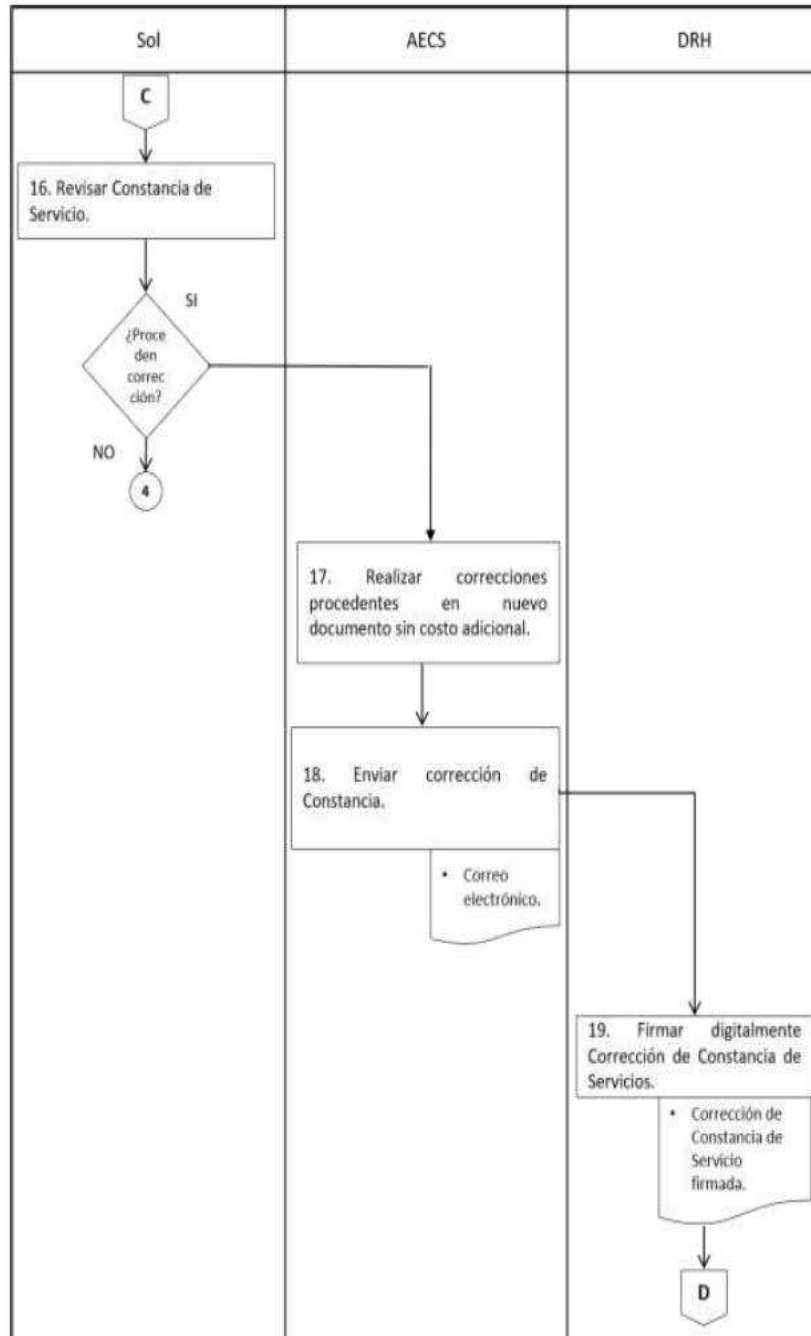 Sol
AECS
DRH
C
16. Revisar Constancia de
Servicio.
SI
¿Proce
den
correc
ción?
NO
4
17. Realizar correcciones
procedentes en nuevo
documento sin costo adicional.
18. Enviar corrección de
Constancia.
• Correo
electrónico.
19. Firmar digitalmente
Corrección de Constancia de
Servicios.
• Corrección de
Constancia de
Servicio
firmada.
D